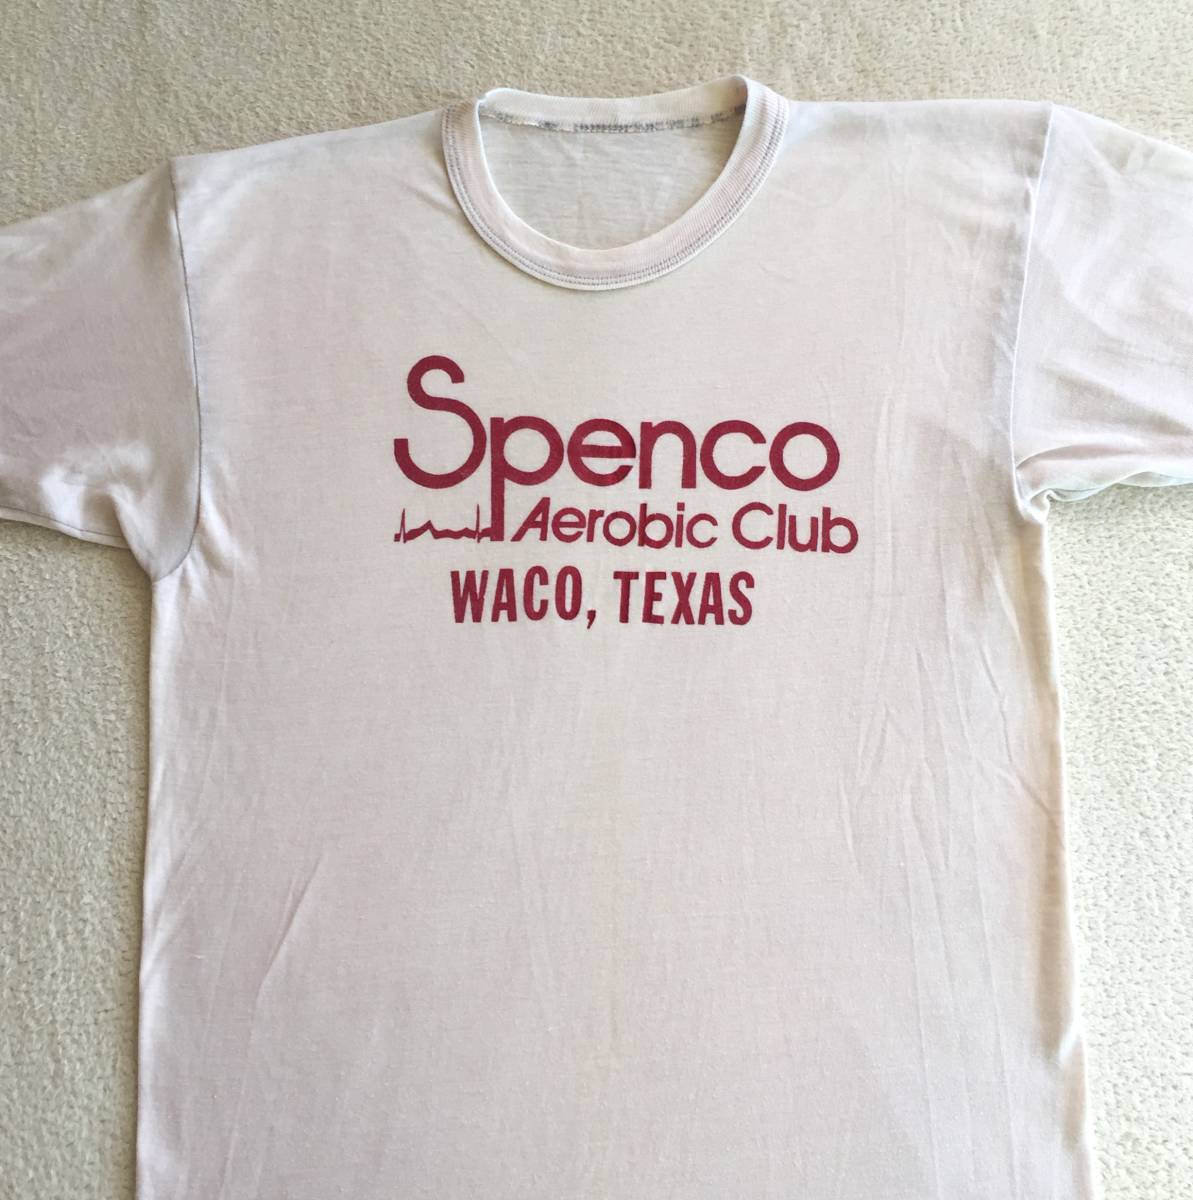 Spenco
Aerobic Club
WACO, TEXAS